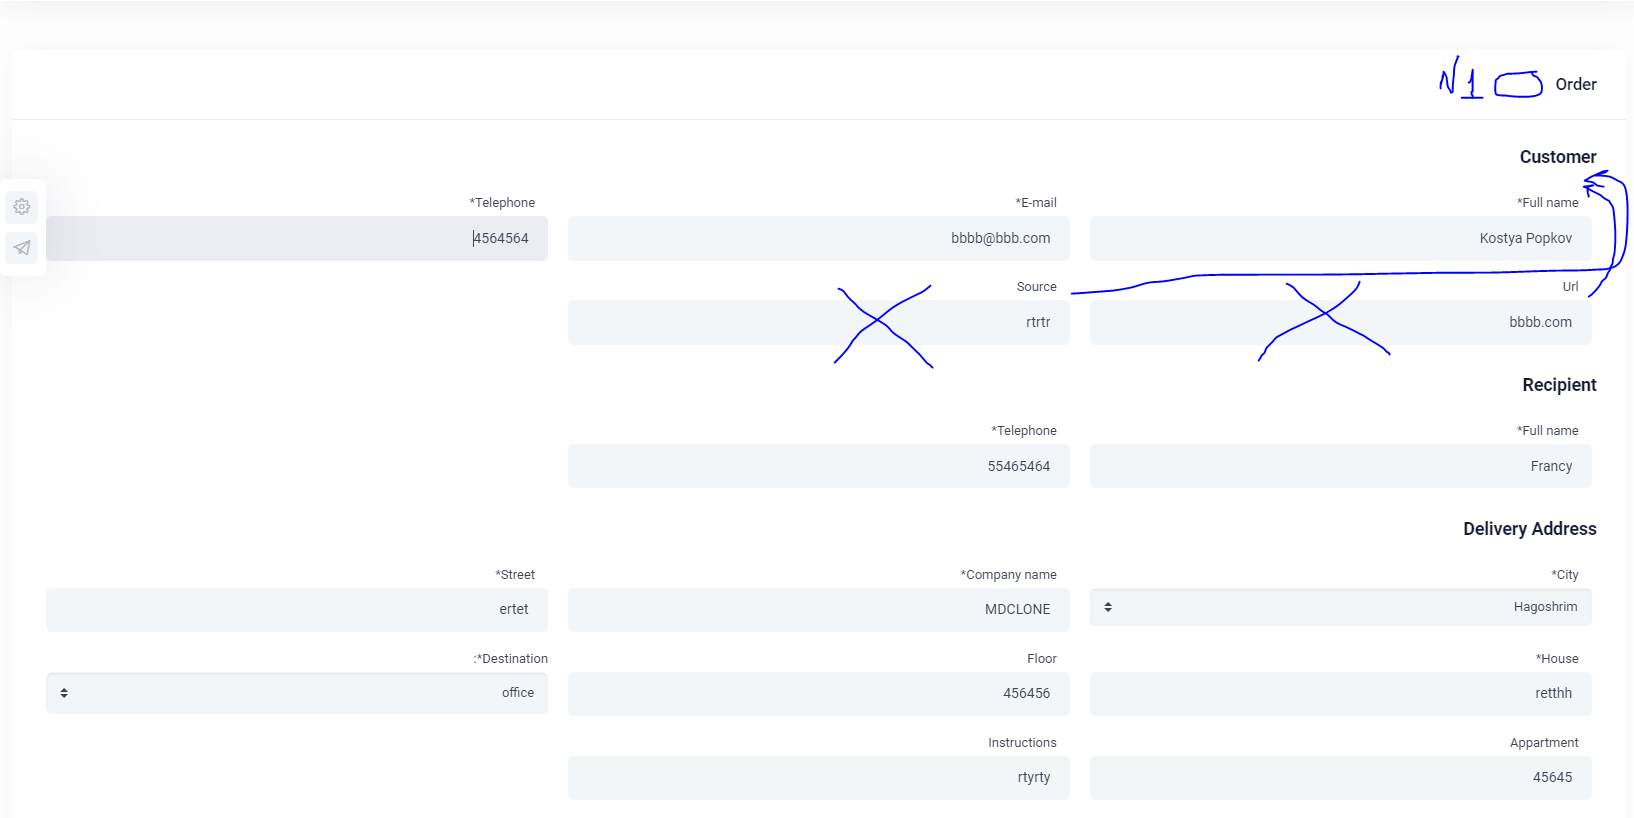 Order N1
Customer
*Full name *E-mail *Telephone
Kostya Popkov bbbb@bbb.com 4564564
Url Source
bbbb.com rtrtr
Recipient
*Full name *Telephone
Francy 55465464
Delivery Address
*City *Company name *Street
Hagoshrim MDCLONE ertet
*House Floor :*Destination
retthh 456456 office
Appartment Instructions
45645 rtyrty